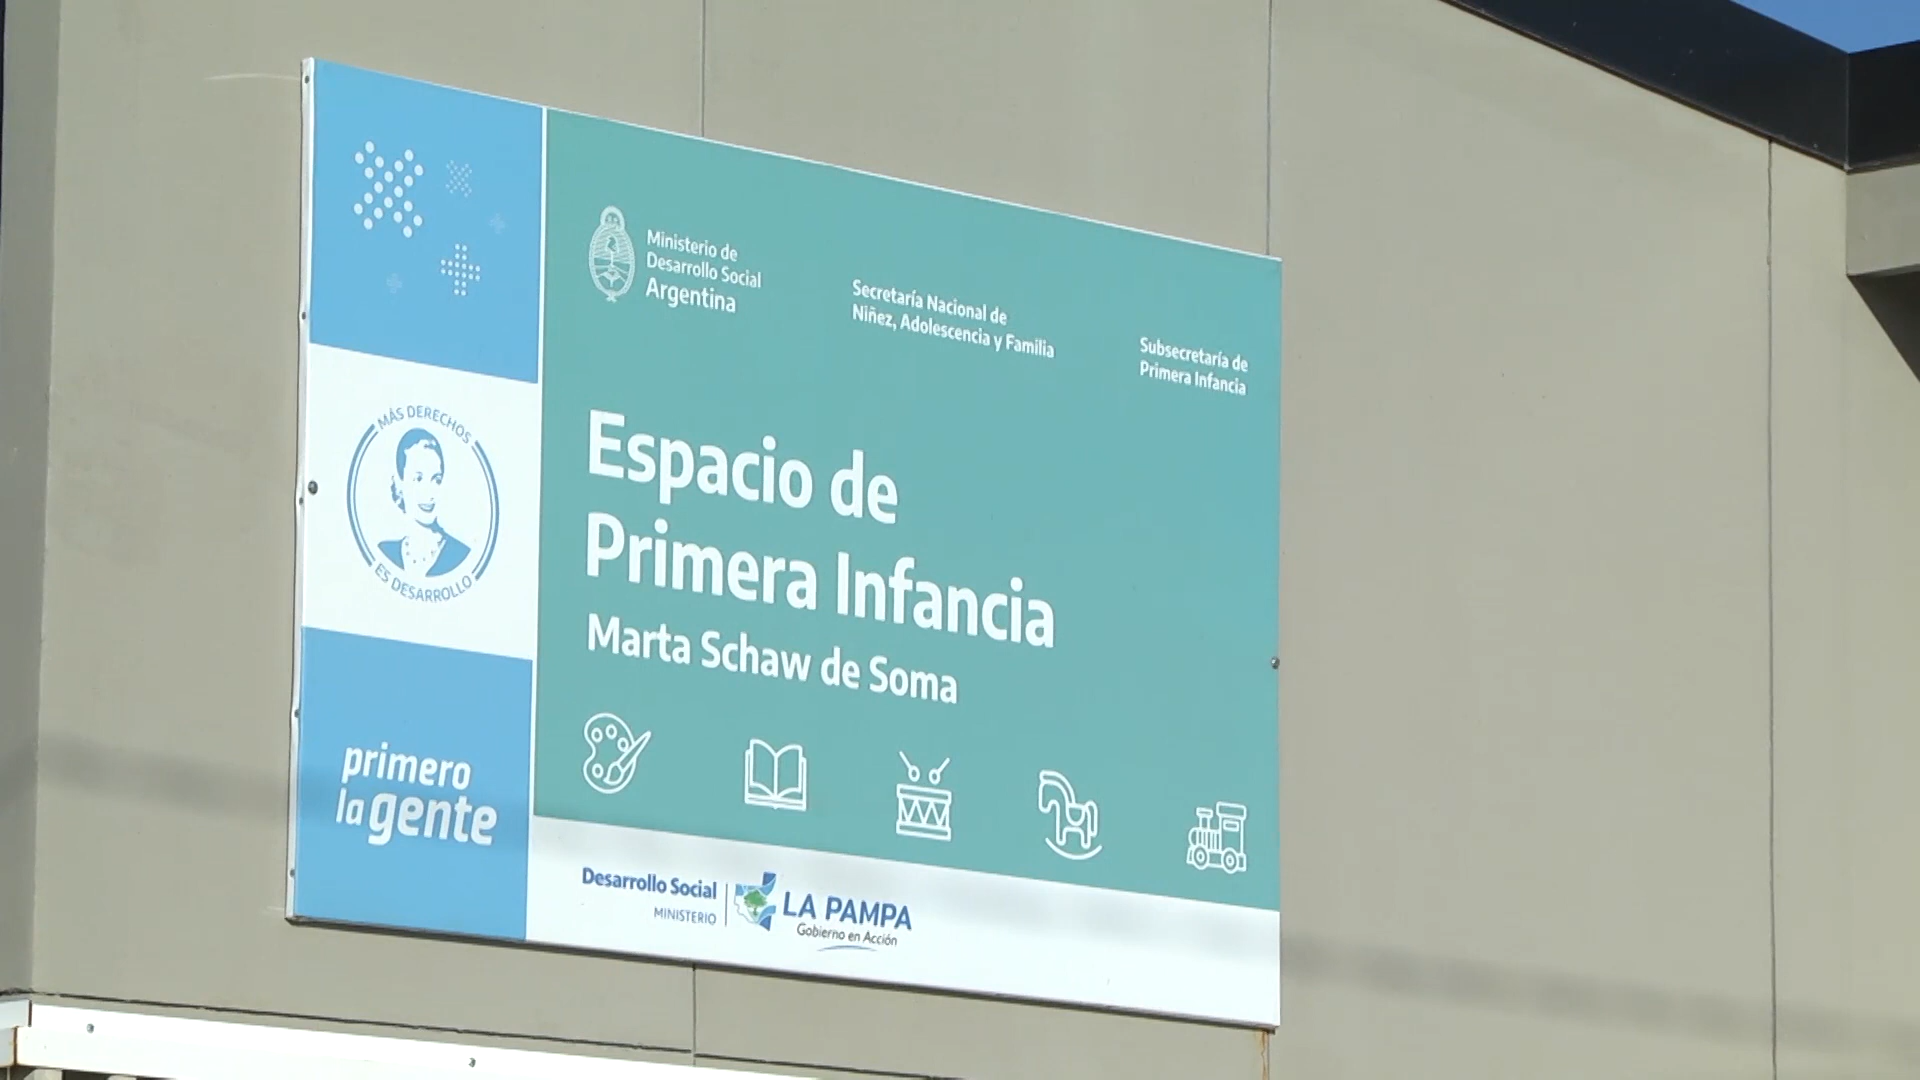 Ministerio de
Desarrollo Social
Argentina
Secretaría Nacional de
Niñez, Adolescencia y Familia
Subsecretaría de
Primera Infancia
MÁS DERECHOS
ES DESARROLLO
Espacio de
Primera Infancia
Marta Schaw de Soma
primero
la gente
Desarrollo Social
MINISTERIO
LA PAMPA
Gobierno en Acción